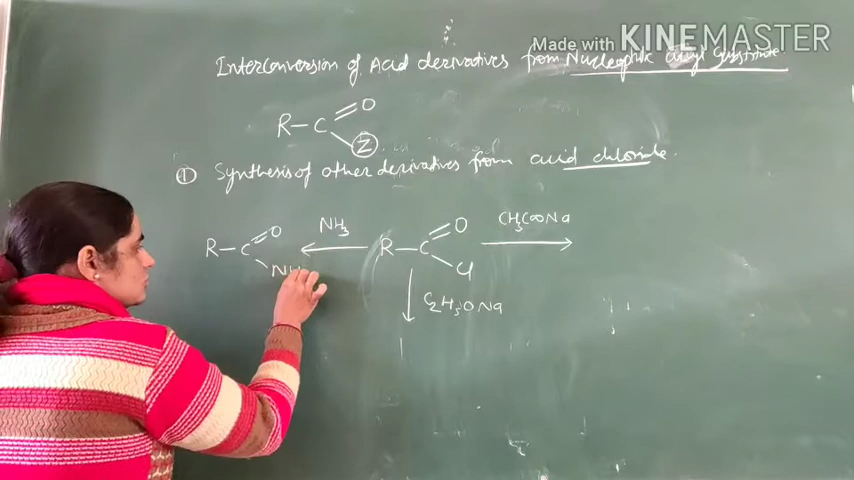 Made with KINEMASTER
Interconversion of Acid derivatives from Nucleophilic acyl
R-C
O
Z
① Synthesis of other derivatives from acid chloride.
R-C
O
NH
NH3
R-C
O
Cl
CH3COONa
C2H5ONa